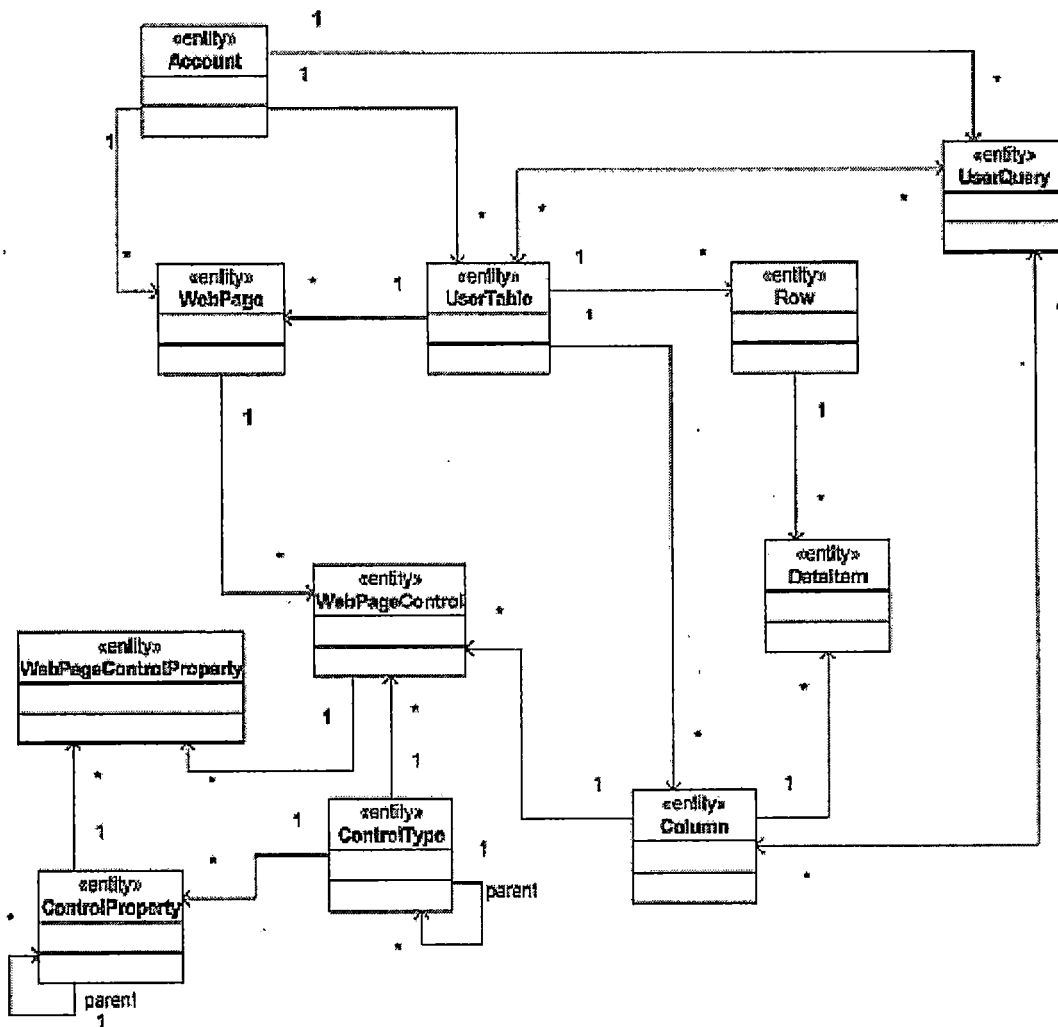 1
«entity»
Account
1
1
*
«entity»
UserQuery
*
*
*
*
«entity»
WebPage
*
1
«entity»
UserTable
1
*
1
«entity»
Row
1
1
*
*
«entity»
DataItem
*
«entity»
WebPageControl
*
«entity»
WebPageControlProperty
1
*
*
*
*
1
*
1
1
«entity»
Column
1
1
«entity»
ControlType
1
parent
*
*
«entity»
ControlProperty
*
*
parent
1